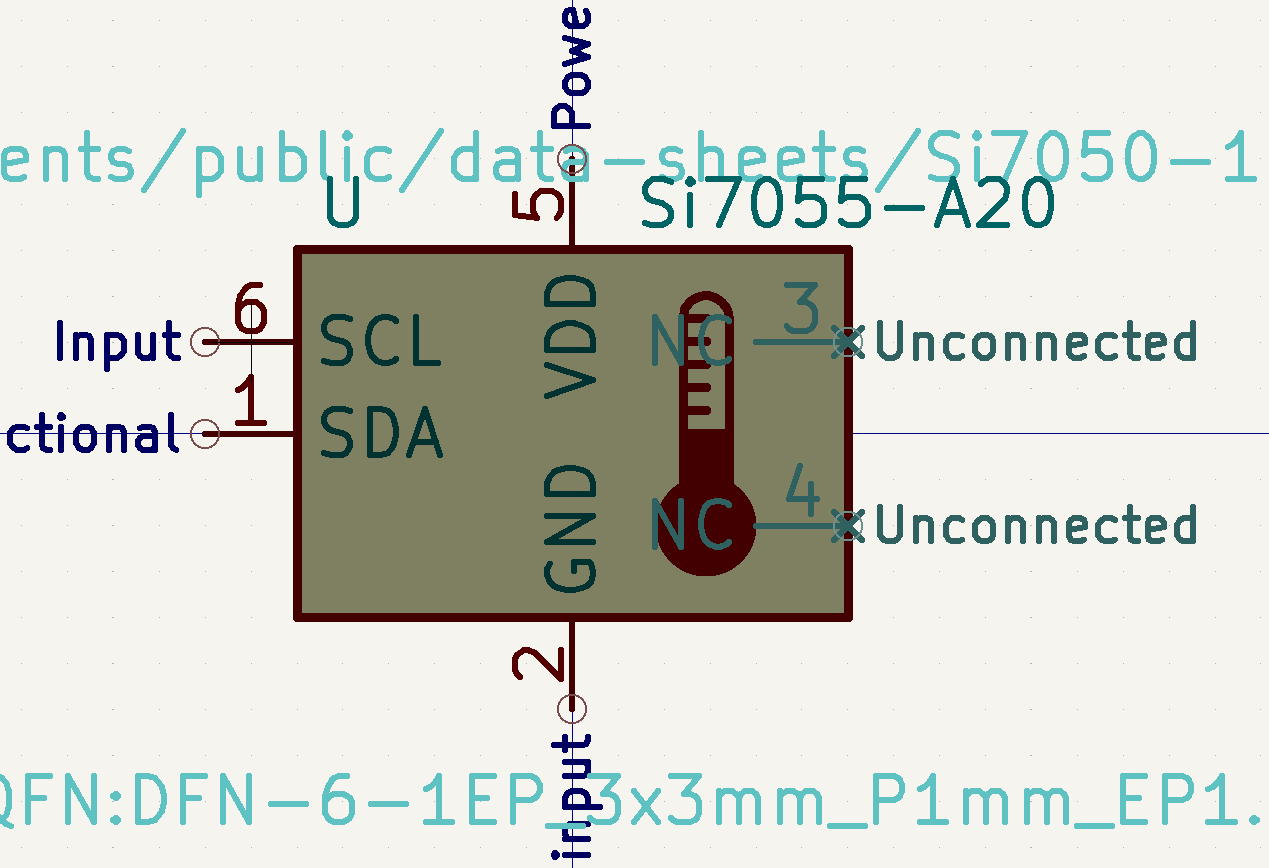 Powe
ents/public/data-sheets/Si7050-1
U
5
Si7055-A20
6
VDD
3
Input
SCL
NC
Unconnected
1
ctional
SDA
GND
4
NC
Unconnected
2
input
QFN:DFN-6-1EP_3x3mm_P1mm_EP1.